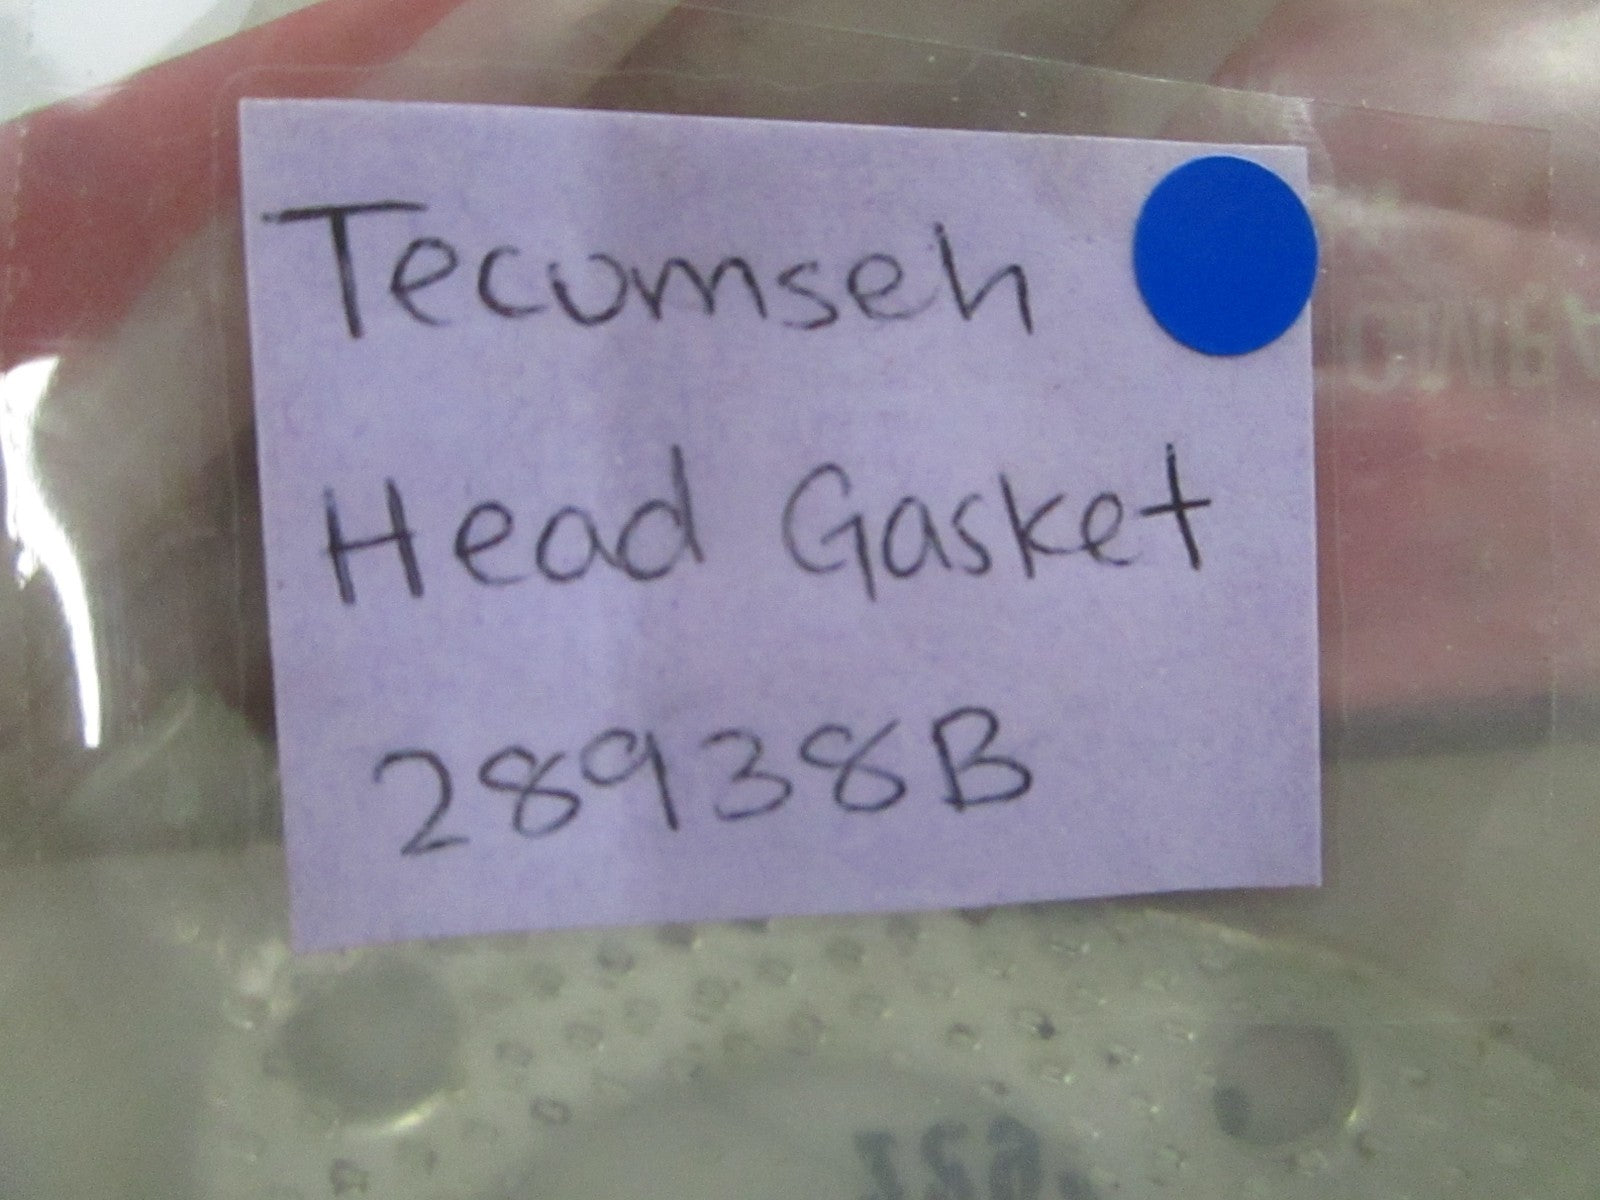 Tecumseh
Head Gasket
28938B